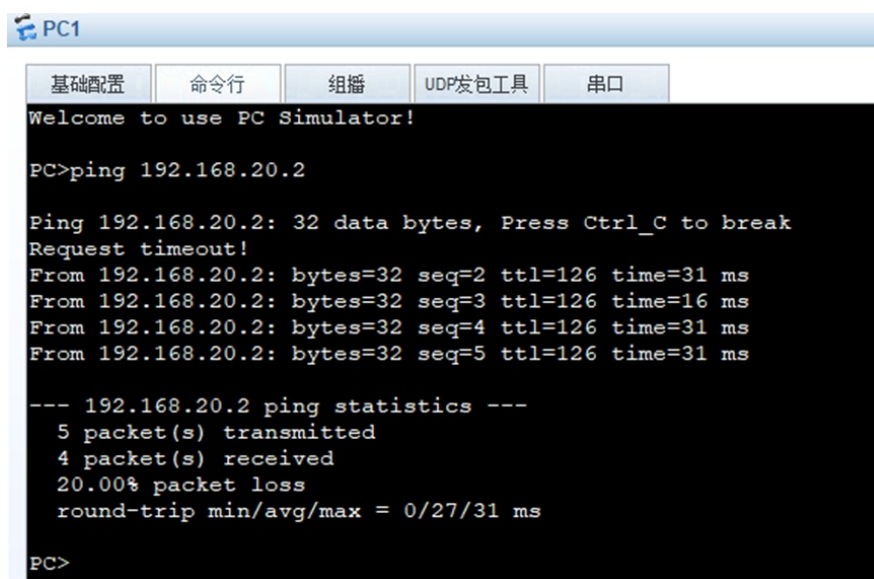 PC1
基础配置 命令行 组播 UDP发包工具 串口
Welcome to use PC Simulator!
PC>ping 192.168.20.2
Ping 192.168.20.2: 32 data bytes, Press Ctrl_C to break
Request timeout!
From 192.168.20.2: bytes=32 seq=2 ttl=126 time=31 ms
From 192.168.20.2: bytes=32 seq=3 ttl=126 time=16 ms
From 192.168.20.2: bytes=32 seq=4 ttl=126 time=31 ms
From 192.168.20.2: bytes=32 seq=5 ttl=126 time=31 ms
--- 192.168.20.2 ping statistics ---
5 packet(s) transmitted
4 packet(s) received
20.00% packet loss
round-trip min/avg/max = 0/27/31 ms
PC>